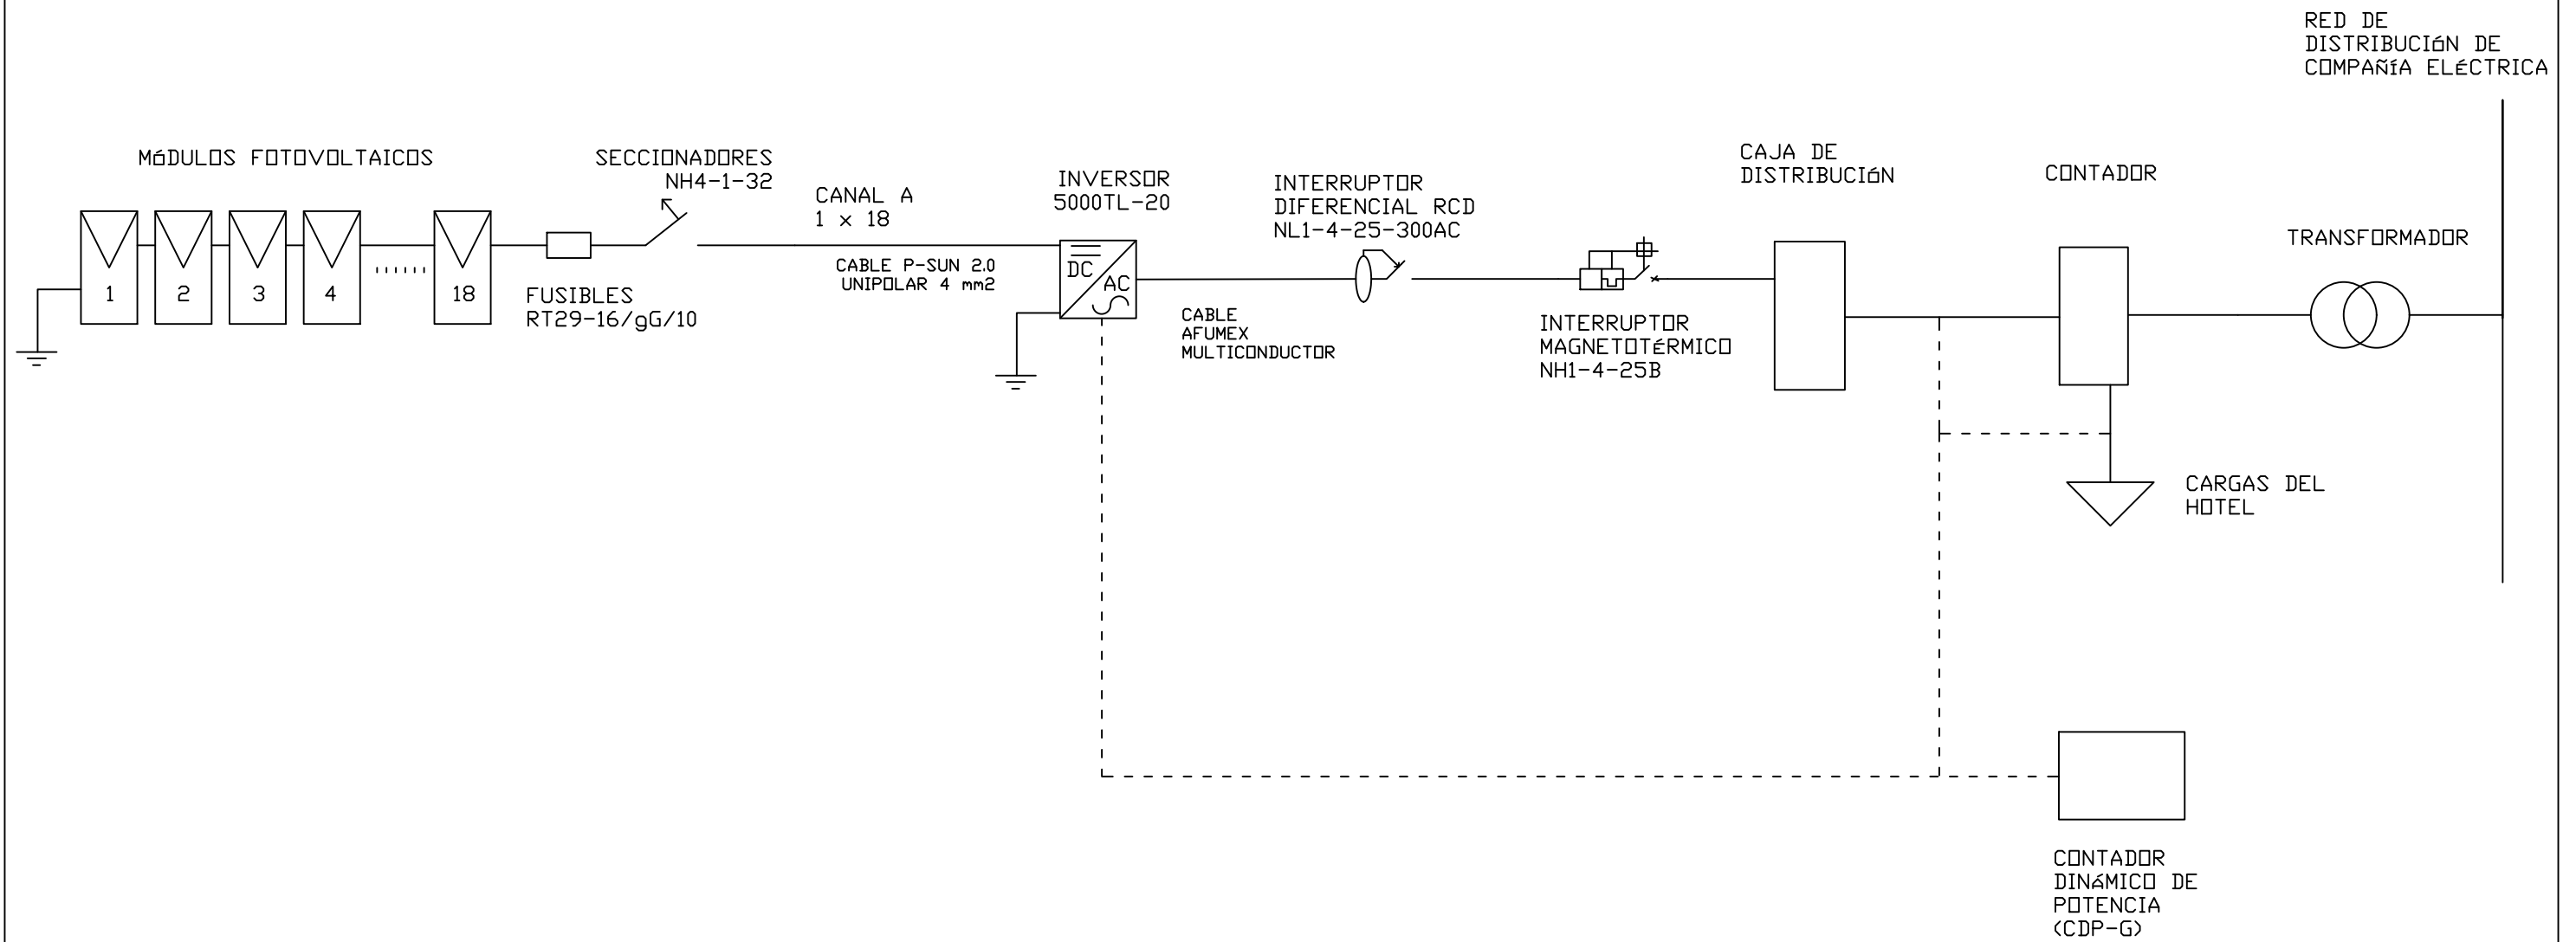 RED DE
DISTRIBUCIóN DE
COMPAÑíA ELéCTRICA
MóDULOS FOTOVOLTAICOS
SECCIONADORES
NH4-1-32
CANAL A
1 x 18
INVERSOR
5000TL-20
INTERRUPTOR
DIFERENCIAL RCD
NL1-4-25-300AC
CAJA DE
DISTRIBUCIóN
CONTADOR
TRANSFORMADOR
1
2
3
4
......
18
FUSIBLES
RT29-16/gG/10
CABLE P-SUN 2.0
UNIPOLAR 4 mm2
DC
AC
CABLE
AFUMEX
MULTICONDUCTOR
INTERRUPTOR
MAGNETOTéRMICO
NH1-4-25B
CARGAS DEL
HOTEL
CONTADOR
DINáMICO DE
POTENCIA
(CDP-G)